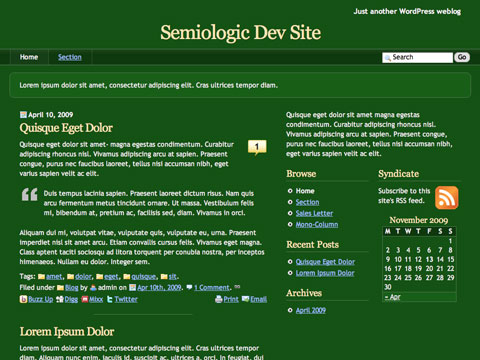 Just another WordPress weblog
Semiologic Dev Site
Home
Section
Search
Go
Lorem ipsum dolor sit amet, consectetur adipiscing elit. Cras ultrices tempor diam.
April 10, 2009
Quisque Eget Dolor
Quisque eget dolor sit amet- magna egestas condimentum. Curabitur
adipiscing rhoncus nisl. Vivamus adipiscing arcu at sapien. Praesent
congue, purus nec faucibus laoreet, tellus nisl accumsan nibh, eget
varius sapien velit ac est.
1
Duis tempus lacinia sapien. Praesent laoreet dictum risus. Nam quis
arcu fermentum metus tincidunt ornare. Ut massa. Vestibulum felis
mi, bibendum at, pretium ac, facilisis sed, diam. Vivamus in orci.
Aliquam dui mi, volutpat vitae, vulputate quis, vulputate eu, urna. Praesent
imperdiet nisl sit amet arcu. Etiam convallis cursus felis. Vivamus eget magna.
Class aptent taciti sociosqu ad litora torquent per conubia nostra, per inceptos
himenaeos. Nullam eu dolor. Integer sem.
Tags: amet, dolor, eget, quisque, sit.
Filed under Blog by admin on Apr 10th, 2009. 1 Comment.
Buzz Up Digg Mixx Twitter
Print Email
Lorem Ipsum Dolor
Lorem ipsum dolor sit amet, consectetur adipiscing elit. Cras ultrices tempor
diam. Aliquam nunc enim, iaculis id, suscipit ut, ultricies a, orci. In feugiat, dui
Quisque eget dolor sit amet magna egestas
condimentum. Curabitur adipiscing rhoncus nisl.
Vivamus adipiscing arcu at sapien. Praesent congue,
purus nec faucibus laoreet, tellus nisl accumsan
nibh, eget varius sapien velit ac est.
Browse
Home
Section
Sales Letter
Mono-Column
Recent Posts
Quisque Eget Dolor
Lorem Ipsum Dolor
Archives
April 2009
Syndicate
Subscribe to this
site's RSS feed.
November 2009
M T W T F S S
1
2 3 4 5 6 7 8
9 10 11 12 13 14 15
16 17 18 19 20 21 22
23 24 25 26 27 28 29
30
« Apr